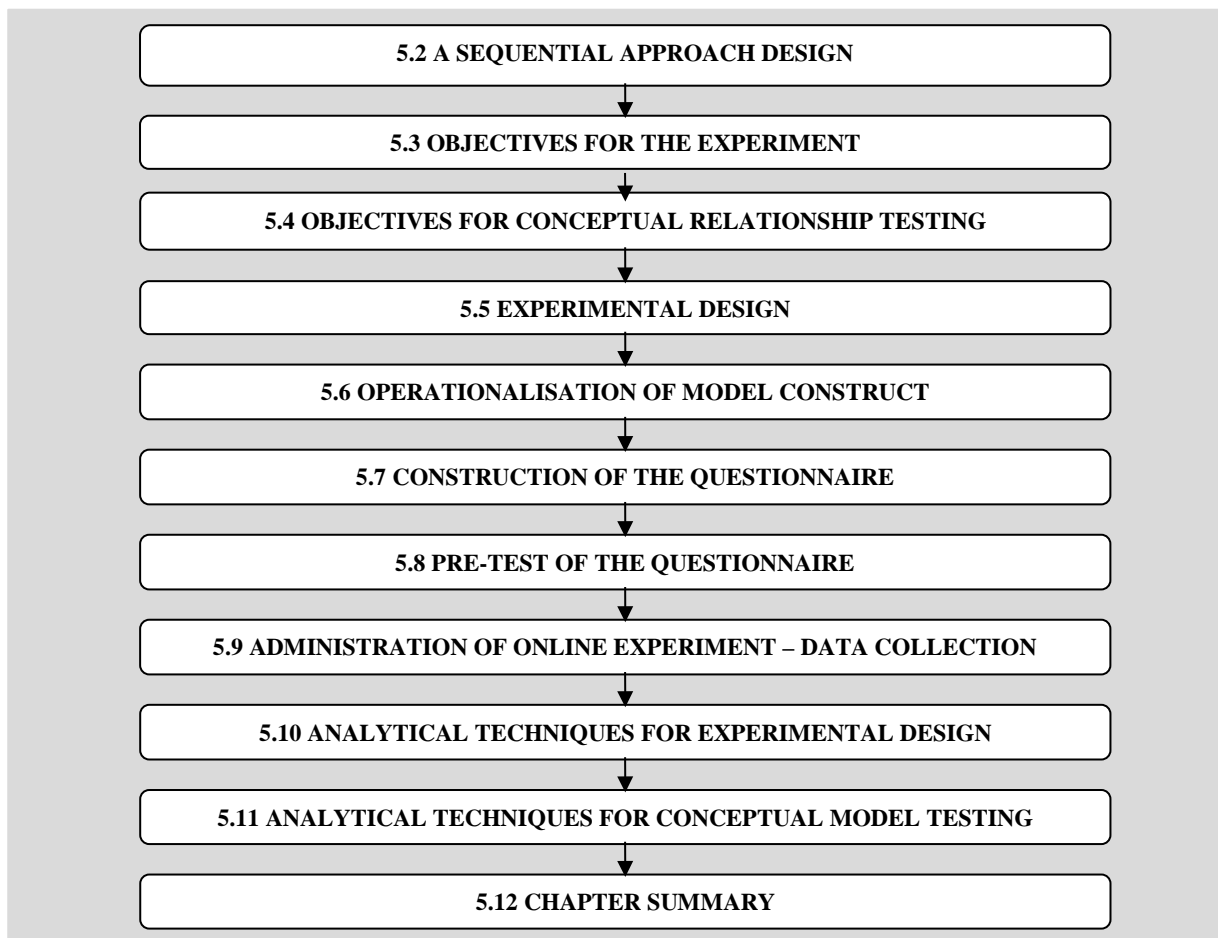 5.2 A SEQUENTIAL APPROACH DESIGN
5.3 OBJECTIVES FOR THE EXPERIMENT
5.4 OBJECTIVES FOR CONCEPTUAL RELATIONSHIP TESTING
5.5 EXPERIMENTAL DESIGN
5.6 OPERATIONALISATION OF MODEL CONSTRUCT
5.7 CONSTRUCTION OF THE QUESTIONNAIRE
5.8 PRE-TEST OF THE QUESTIONNAIRE
5.9 ADMINISTRATION OF ONLINE EXPERIMENT – DATA COLLECTION
5.10 ANALYTICAL TECHNIQUES FOR EXPERIMENTAL DESIGN
5.11 ANALYTICAL TECHNIQUES FOR CONCEPTUAL MODEL TESTING
5.12 CHAPTER SUMMARY